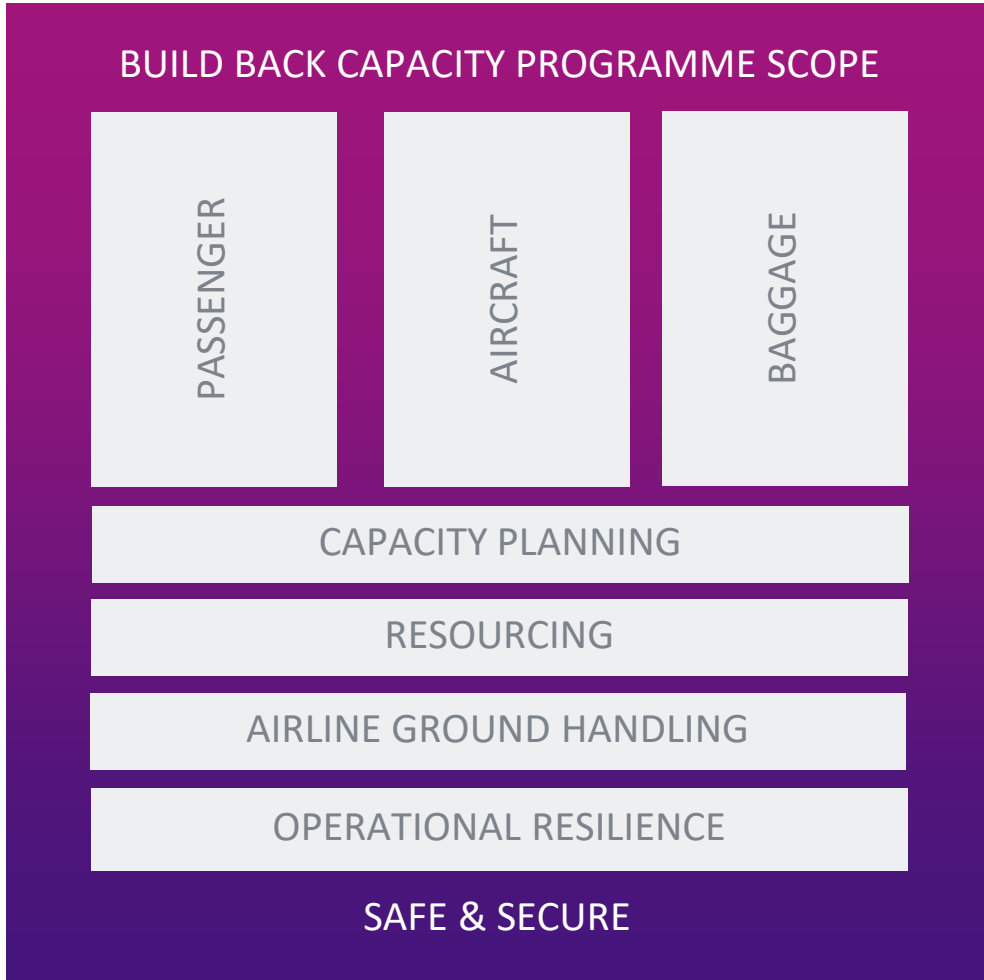 BUILD BACK CAPACITY PROGRAMME SCOPE
PASSENGER
AIRCRAFT
BAGGAGE
CAPACITY PLANNING
RESOURCING
AIRLINE GROUND HANDLING
OPERATIONAL RESILIENCE
SAFE & SECURE